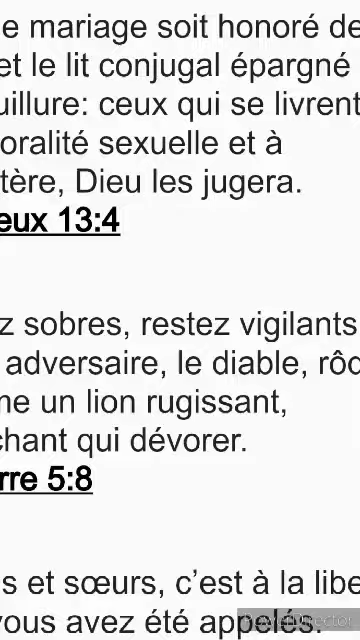 e mariage soit honoré de
et le lit conjugal épargné
uillure: ceux qui se livrent
oralité sexuelle et à
tère, Dieu les jugera.
eux 13:4
z sobres, restez vigilants
adversaire, le diable, rôd
me un lion rugissant,
chant qui dévorer.
rre 5:8
s et sœurs, c’est à la libe
vous avez été appelés.
PowerDirector